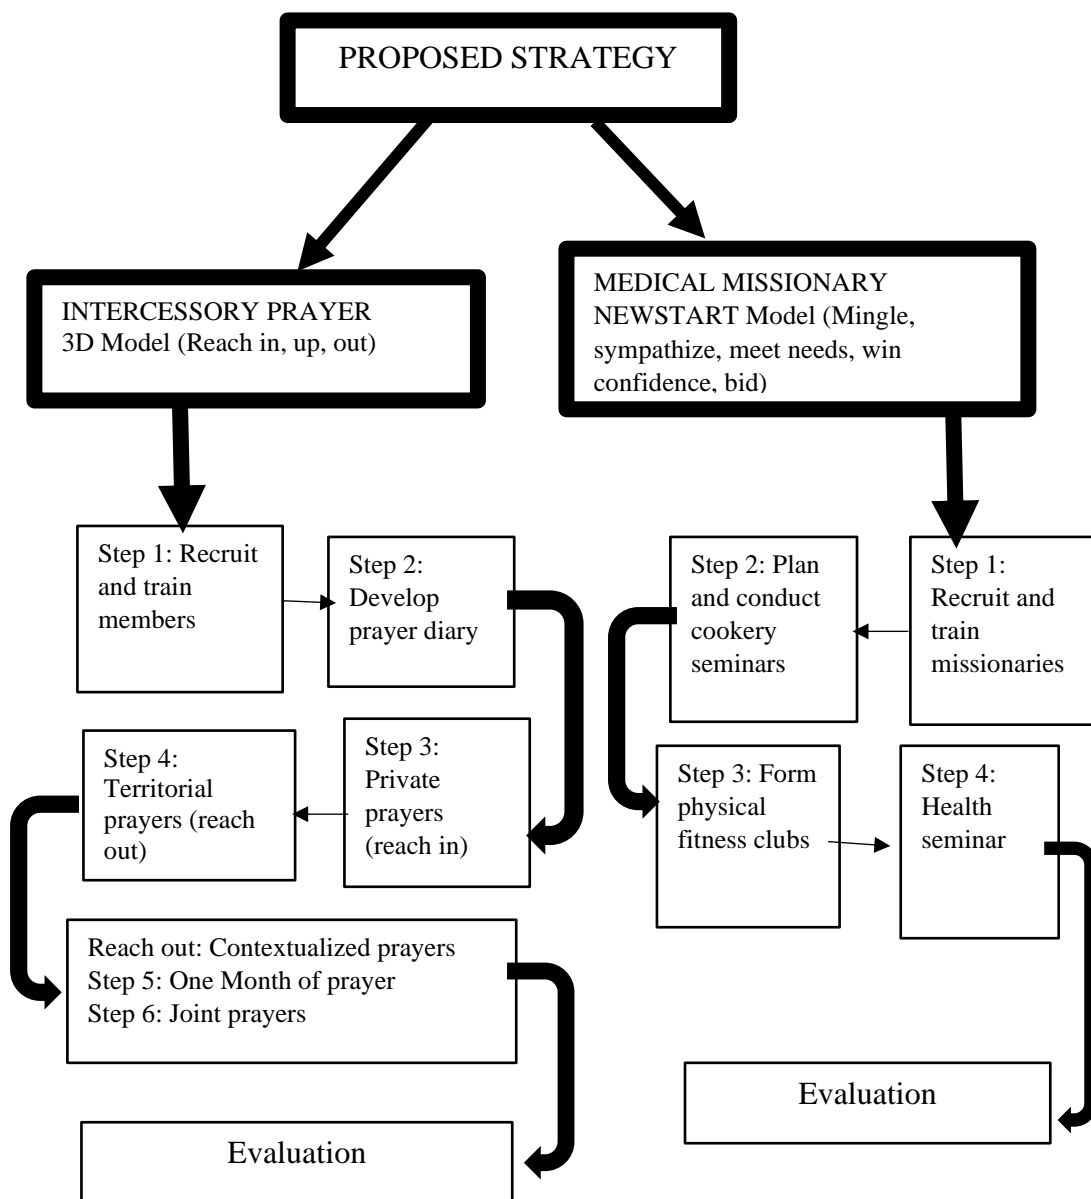 PROPOSED STRATEGY
INTERCESSORY PRAYER
3D Model (Reach in, up, out)
MEDICAL MISSIONARY
NEWSTART Model (Mingle,
sympathize, meet needs, win
confidence, bid)
Step 1: Recruit
and train
members
Step 2:
Develop
prayer diary
Step 2: Plan
and conduct
cookery
seminars
Step 1:
Recruit and
train
missionaries
Step 4:
Territorial
prayers (reach
out)
Step 3:
Private
prayers
(reach in)
Step 3: Form
physical
fitness clubs
Step 4:
Health
seminar
Reach out: Contextualized prayers
Step 5: One Month of prayer
Step 6: Joint prayers
Evaluation
Evaluation